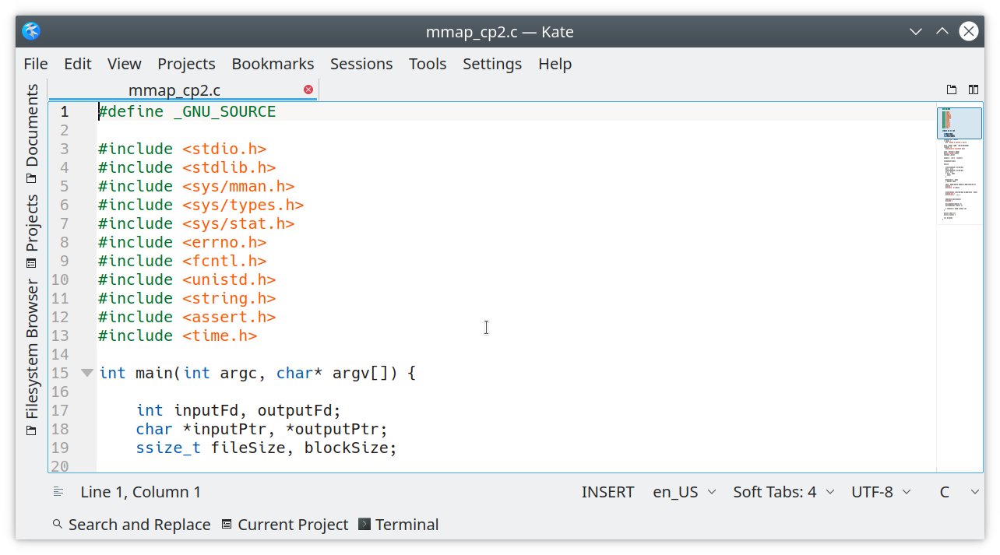 mmap_cp2.c — Kate
File Edit View Projects Bookmarks Sessions Tools Settings Help
mmap_cp2.c
Documents
Projects
Filesystem Browser
1 #define _GNU_SOURCE
2
3 #include <stdio.h>
4 #include <stdlib.h>
5 #include <sys/mman.h>
6 #include <sys/types.h>
7 #include <sys/stat.h>
8 #include <errno.h>
9 #include <fcntl.h>
10 #include <unistd.h>
11 #include <string.h>
12 #include <assert.h>
13 #include <time.h>
14
15 int main(int argc, char* argv[]) {
16
17     int inputFd, outputFd;
18     char *inputPtr, *outputPtr;
19     ssize_t fileSize, blockSize;
20
Line 1, Column 1 INSERT en_US Soft Tabs: 4 UTF-8 C
Search and Replace Current Project Terminal